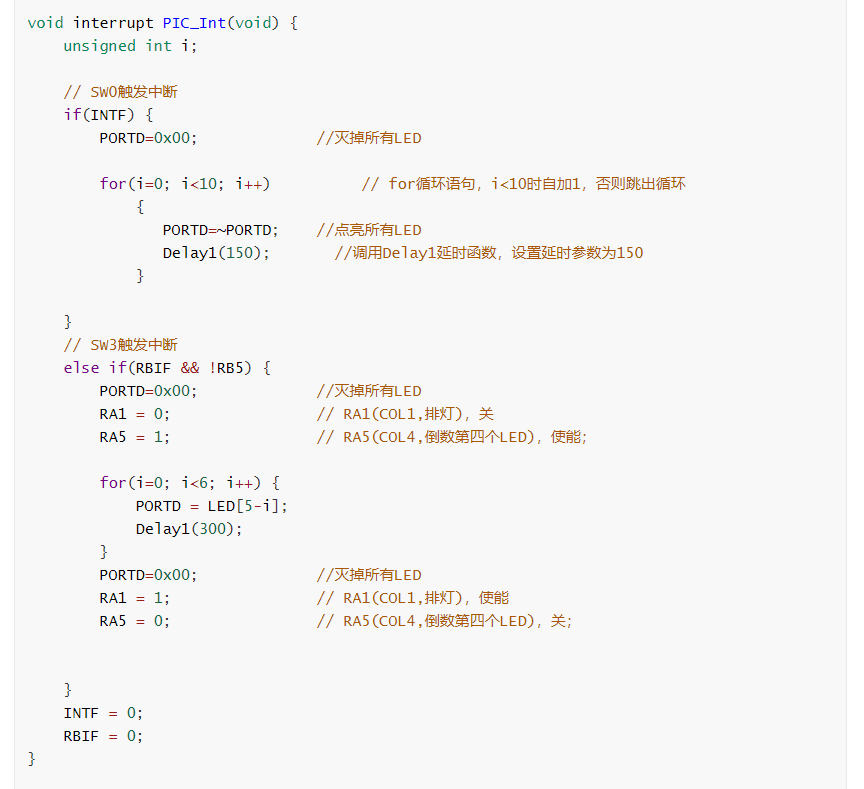 void interrupt PIC_Int(void) {
    unsigned int i;
    // SW0触发中断
    if(INTF) {
        PORTD=0x00;             //灭掉所有LED
        for(i=0; i<10; i++)          // for循环语句，i<10时自加1，否则跳出循环
            {
               PORTD=~PORTD;    //点亮所有LED
               Delay1(150);       //调用Delay1延时函数，设置延时参数为150
            }
    }
    // SW3触发中断
    else if(RBIF && !RB5) {
        PORTD=0x00;             //灭掉所有LED
        RA1 = 0;                // RA1(COL1,排灯)，关
        RA5 = 1;                // RA5(COL4,倒数第四个LED)，使能;
        for(i=0; i<6; i++) {
            PORTD = LED[5-i];
            Delay1(300);
        }
        PORTD=0x00;             //灭掉所有LED
        RA1 = 1;                // RA1(COL1,排灯)，使能
        RA5 = 0;                // RA5(COL4,倒数第四个LED)，关;
    }
    INTF = 0;
    RBIF = 0;
}